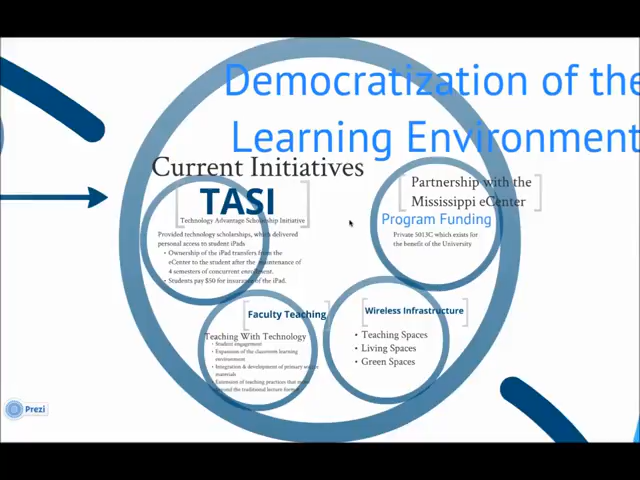 Democratization of the
Learning Environment
Current Initiatives
TASI
Technology Advantage Scholarship Initiative
Provided technology scholarships, which delivered
personal access to student iPads
• Ownership of the iPad transfers from the
eCenter to the student after the maintenance of
4 semesters of concurrent enrollment.
• Students pay $50 for insurance of the iPad.
Partnership with the
Mississippi eCenter
Program Funding
Private 5013C which exists for
the benefit of the University
Faculty Teaching
Teaching With Technology
• Student engagement
• Expansion of the classroom learning
environment
• Integration & development of primary source
materials
• Extension of teaching practices that move
beyond the traditional lecture format
Wireless Infrastructure
• Teaching Spaces
• Living Spaces
• Green Spaces
Prezi